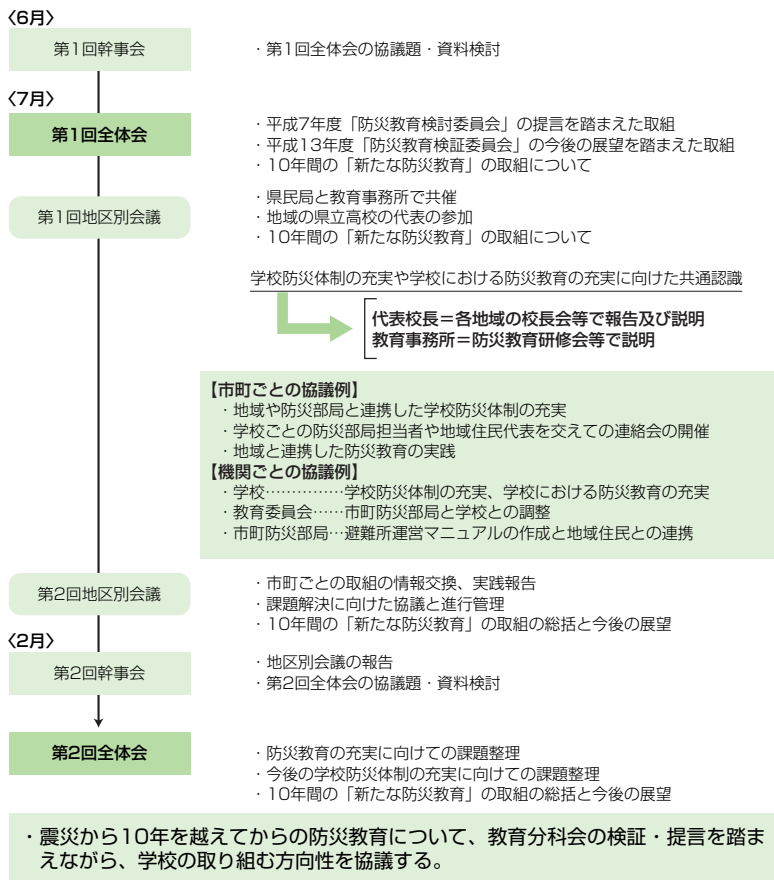 〈6月〉
第1回幹事会
・第1回全体会の協議題・資料検討
〈7月〉
第1回全体会
・平成7年度「防災教育検討委員会」の提言を踏まえた取組
・平成13年度「防災教育検証委員会」の今後の展望を踏まえた取組
・10年間の「新たな防災教育」の取組について
第1回地区別会議
・県民局と教育事務所で共催
・地域の県立高校の代表の参加
・10年間の「新たな防災教育」の取組について
学校防災体制の充実や学校における防災教育の充実に向けた共通認識
代表校長＝各地域の校長会等で報告及び説明
教育事務所＝防災教育研修会等で説明
【市町ごとの協議例】
・地域や防災部局と連携した学校防災体制の充実
・学校ごとの防災部局担当者や地域住民代表を交えての連絡会の開催
・地域と連携した防災教育の実践
【機関ごとの協議例】
・学校……………学校防災体制の充実、学校における防災教育の充実
・教育委員会……市町防災部局と学校との調整
・市町防災部局…避難所運営マニュアルの作成と地域住民との連携
第2回地区別会議
・市町ごとの取組の情報交換、実践報告
・課題解決に向けた協議と進行管理
・10年間の「新たな防災教育」の取組の総括と今後の展望
〈2月〉
第2回幹事会
・地区別会議の報告
・第2回全体会の協議題・資料検討
第2回全体会
・防災教育の充実に向けての課題整理
・今後の学校防災体制の充実に向けての課題整理
・10年間の「新たな防災教育」の取組の総括と今後の展望
・震災から10年を越えてからの防災教育について、教育分科会の検証・提言を踏ま
えながら、学校の取り組む方向性を協議する。